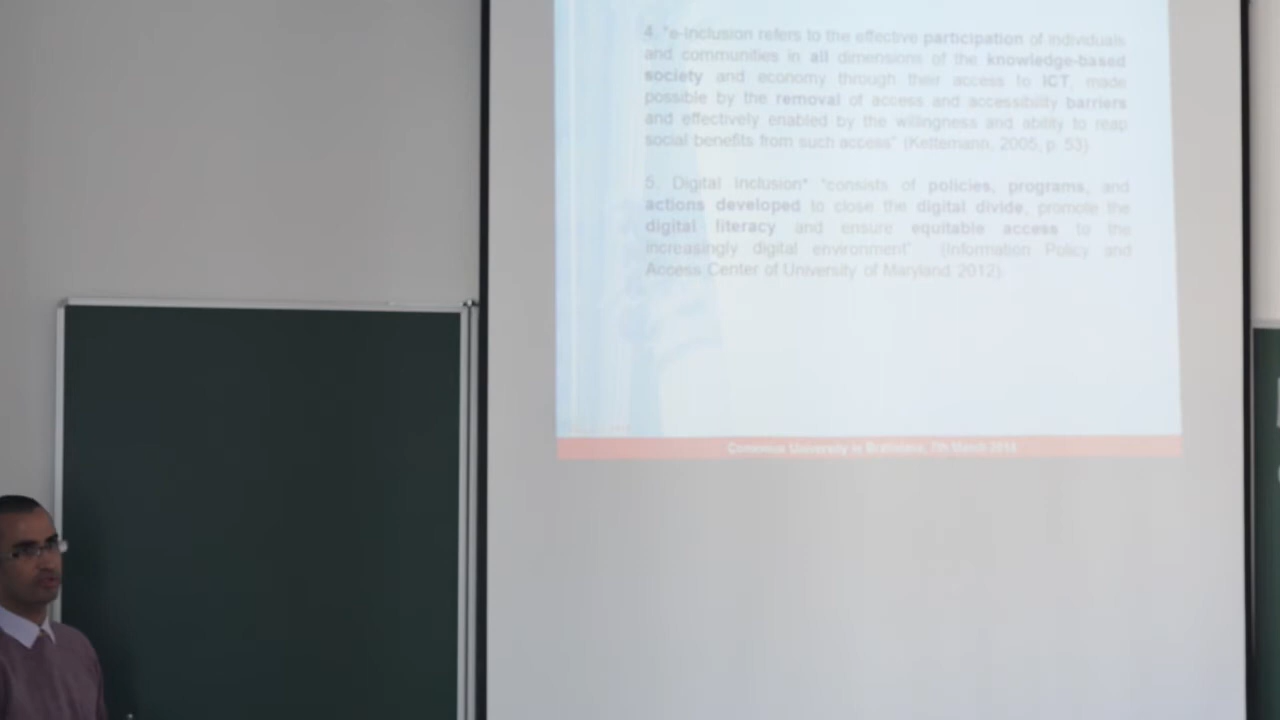 4. "e-Inclusion refers to the effective participation of individuals
and communities in all dimensions of the knowledge-based
society and economy through their access to ICT, made
possible by the removal of access and accessibility barriers
and effectively enabled by the willingness and ability to reap
social benefits from such access" (Kaltemann, 2005, p. 53).
5. Digital Inclusion* "consists of policies, programs, and
actions developed to close the digital divide, promote the
digital literacy and ensure equitable access to the
increasingly digital environment" (Information Policy and
Access Center of University of Maryland 2012).
Comenius University in Bratislava, 7th March 2014